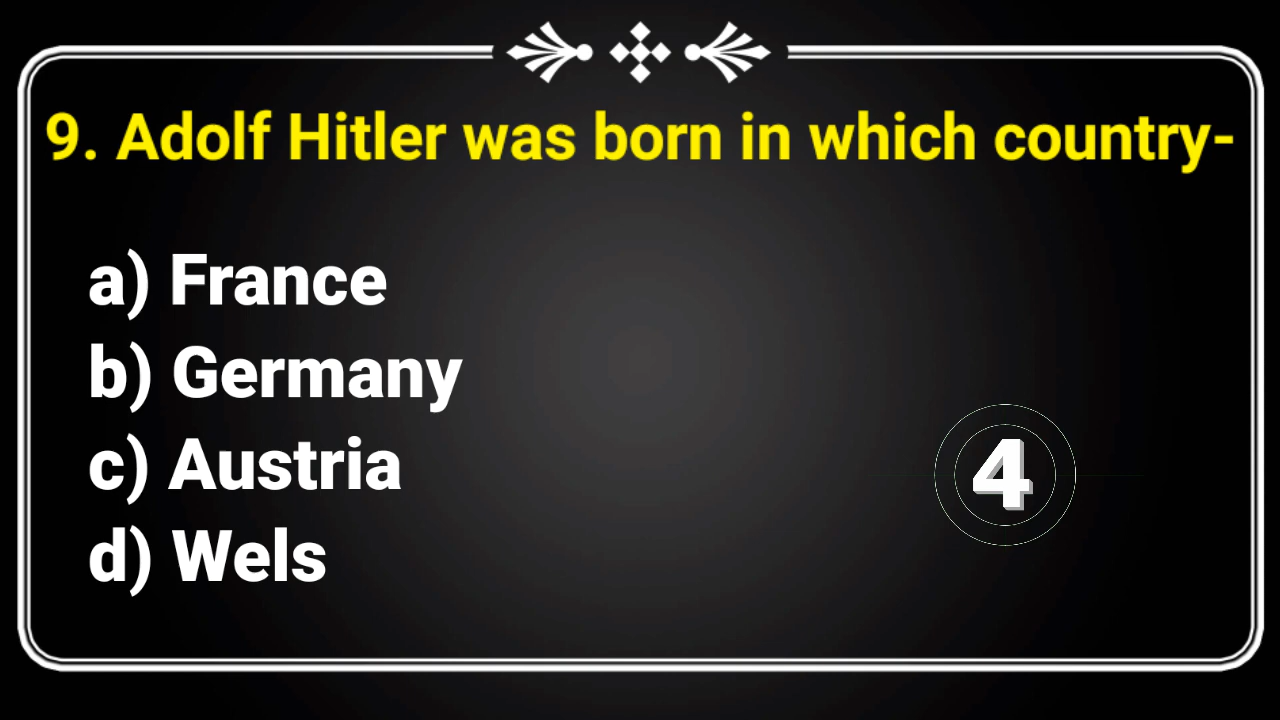 9. Adolf Hitler was born in which country-
a) France
b) Germany
c) Austria
d) Wels
4